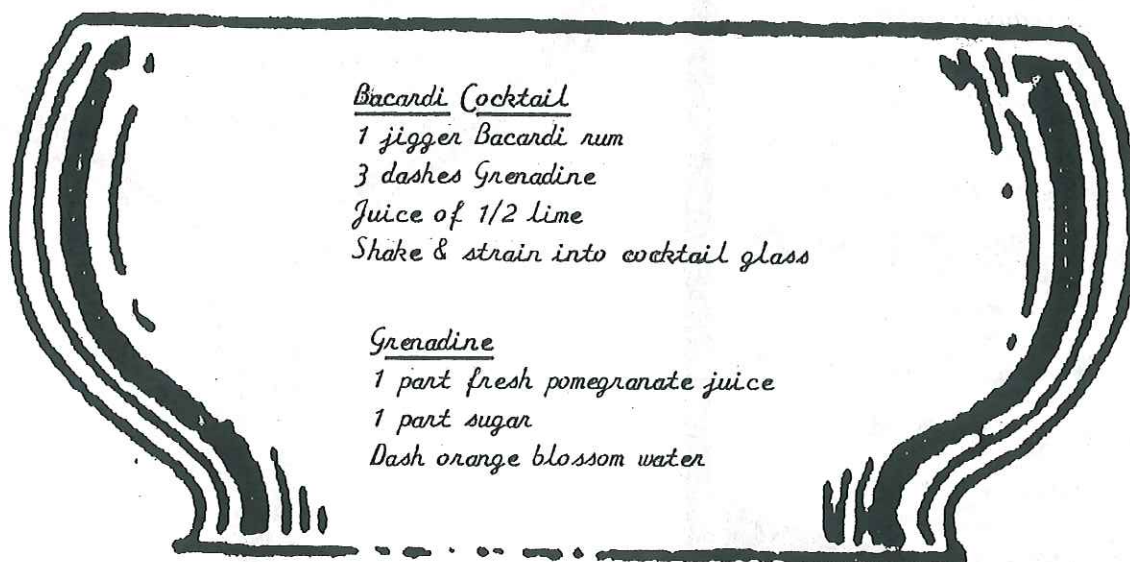 Bacardi Cocktail
1 jigger Bacardi rum
3 dashes Grenadine
Juice of 1/2 lime
Shake & strain into cocktail glass
Grenadine
1 part fresh pomegranate juice
1 part sugar
Dash orange blossom water